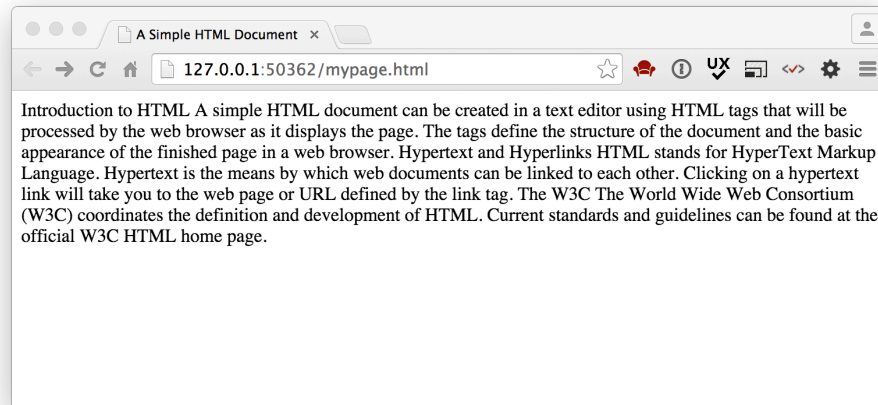 A Simple HTML Document
127.0.0.1:50362/mypage.html
UX
Introduction to HTML A simple HTML document can be created in a text editor using HTML tags that will be
processed by the web browser as it displays the page. The tags define the structure of the document and the basic
appearance of the finished page in a web browser. Hypertext and Hyperlinks HTML stands for HyperText Markup
Language. Hypertext is the means by which web documents can be linked to each other. Clicking on a hypertext
link will take you to the web page or URL defined by the link tag. The W3C The World Wide Web Consortium
(W3C) coordinates the definition and development of HTML. Current standards and guidelines can be found at the
official W3C HTML home page.